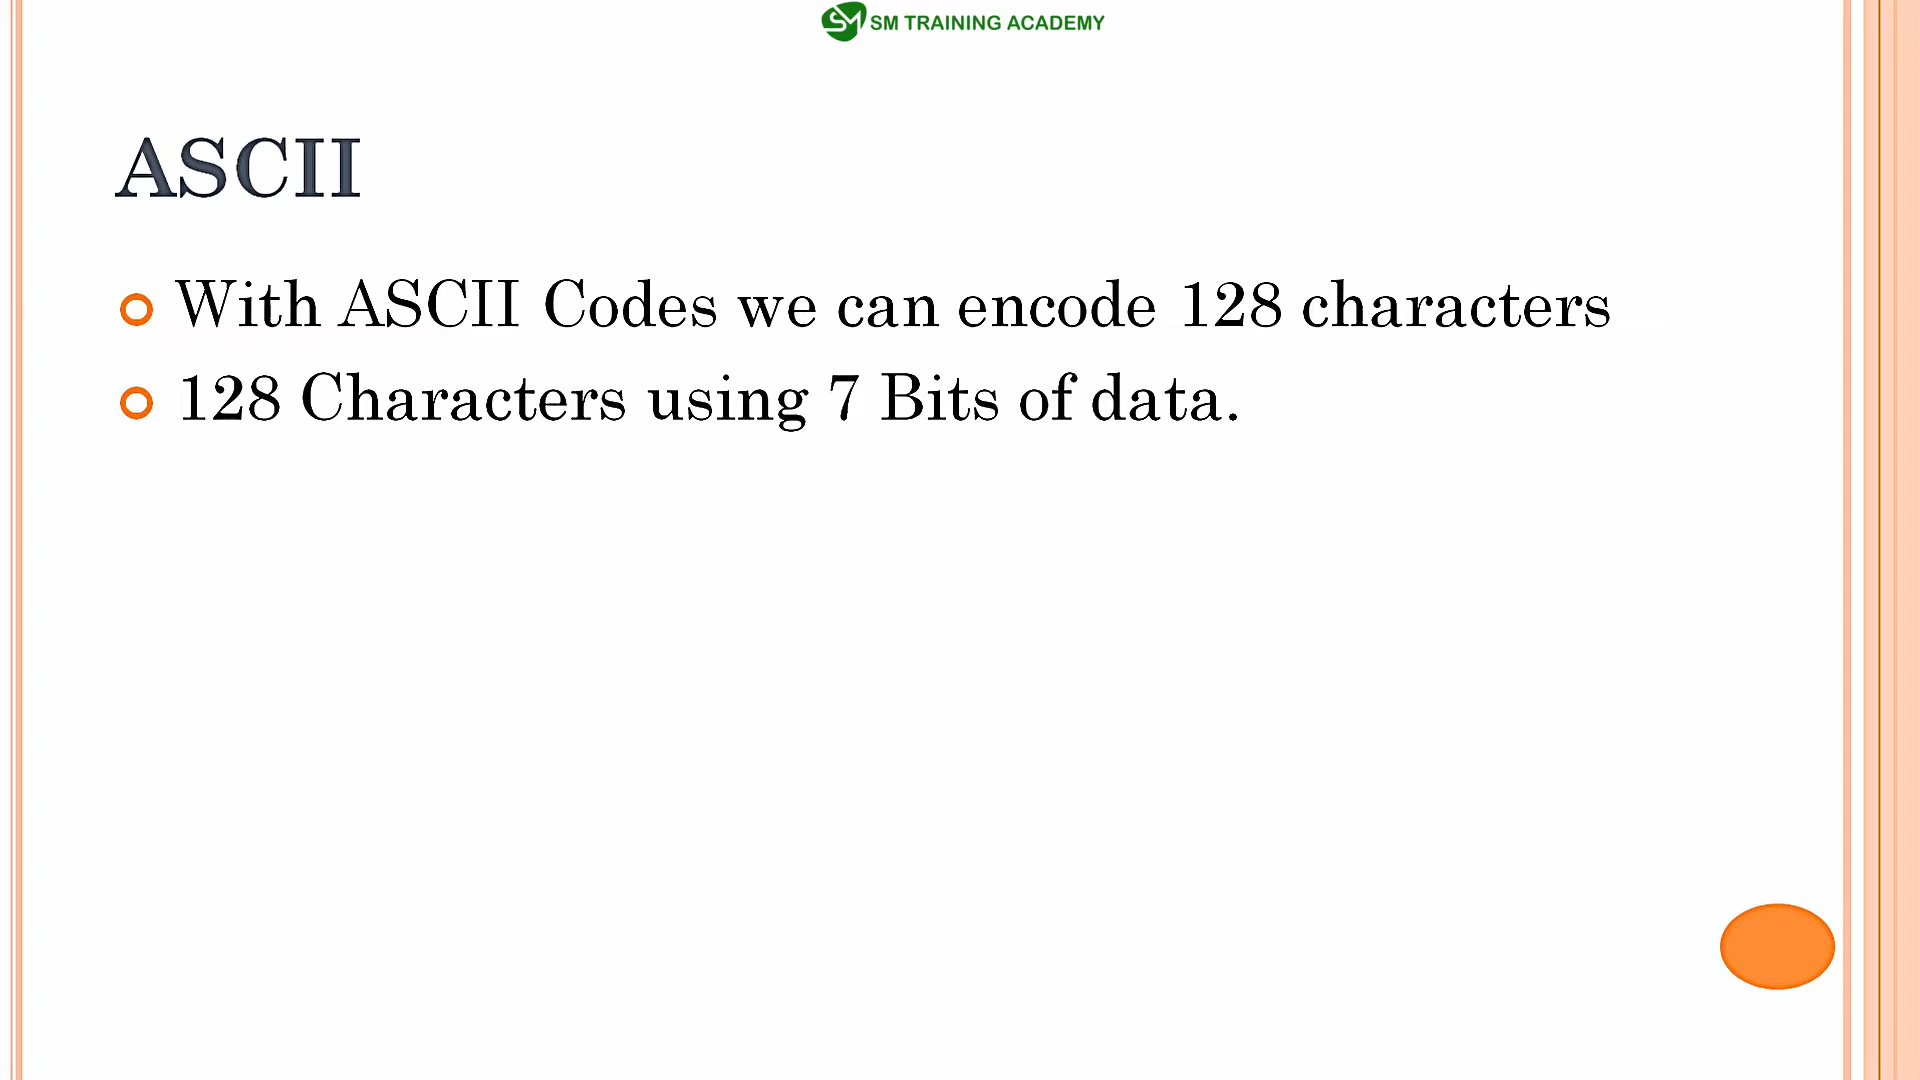 SM TRAINING ACADEMY
ASCII
With ASCII Codes we can encode 128 characters
128 Characters using 7 Bits of data.